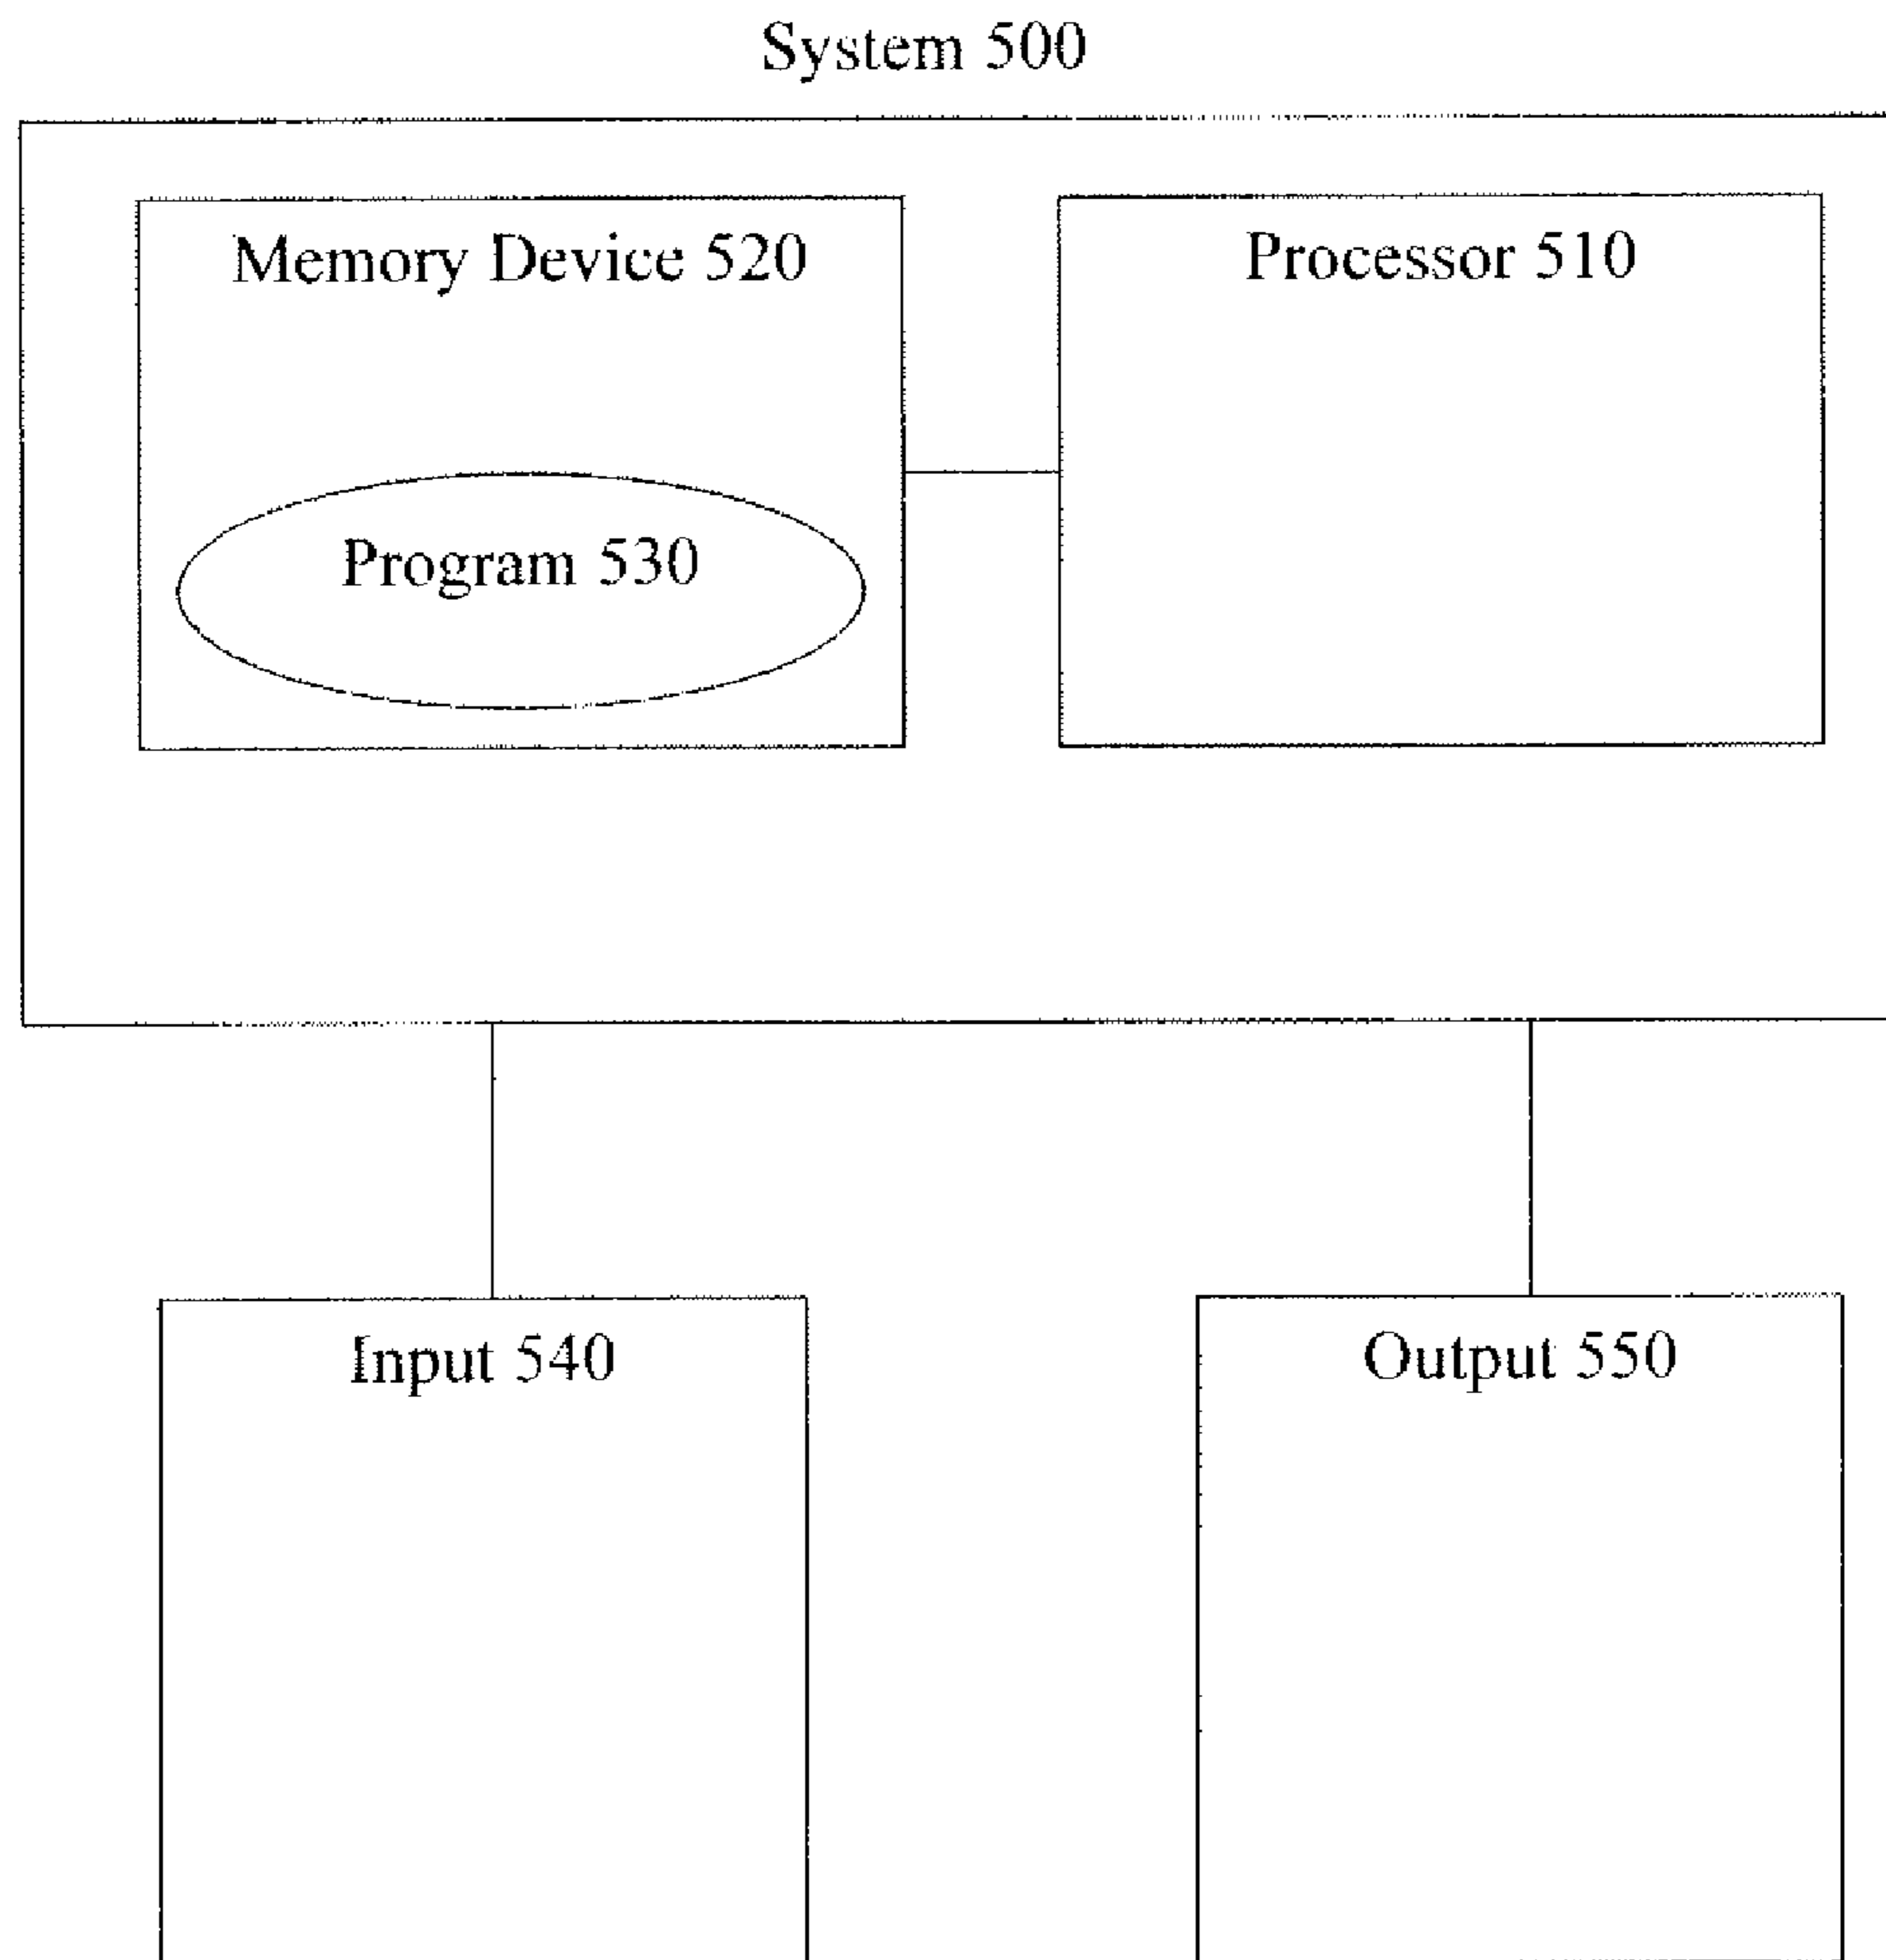 System 500
Memory Device 520
Processor 510
Program 530
Input 540
Output 550